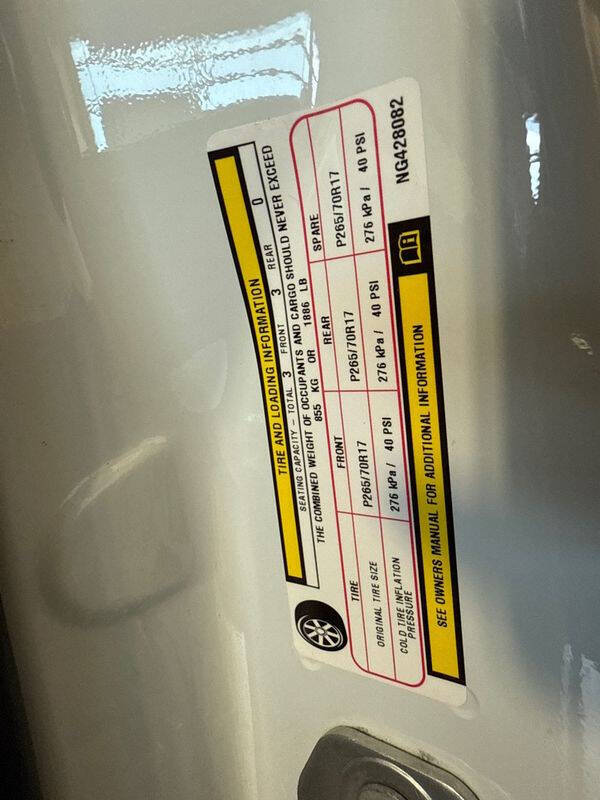 TIRE AND LOADING INFORMATION
SEATING CAPACITY – TOTAL 3 FRONT 3 REAR 0
THE COMBINED WEIGHT OF OCCUPANTS AND CARGO SHOULD NEVER EXCEED
855 KG OR 1886 LB
TIRE FRONT REAR SPARE
ORIGINAL TIRE SIZE P265/70R17 P265/70R17 P265/70R17
COLD TIRE INFLATION PRESSURE 276 kPa / 40 PSI 276 kPa / 40 PSI 276 kPa / 40 PSI
SEE OWNERS MANUAL FOR ADDITIONAL INFORMATION
NG428082